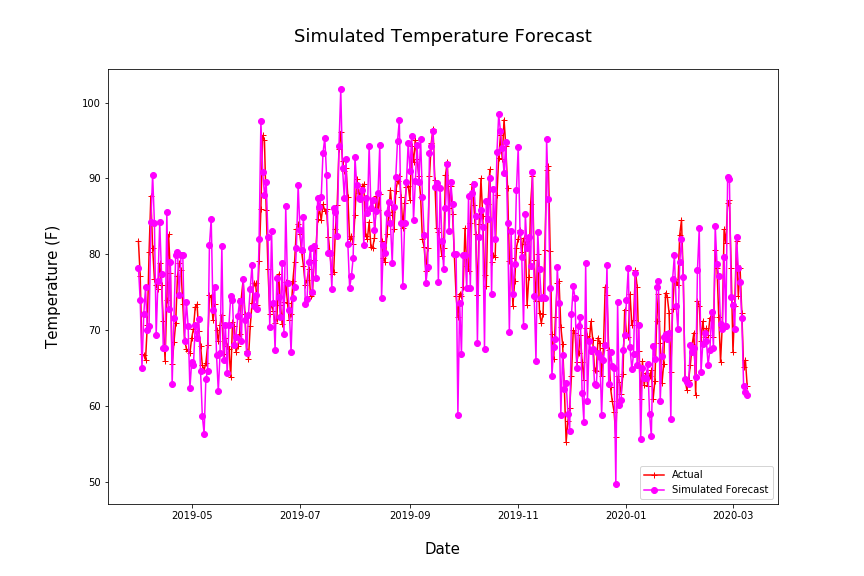 Simulated Temperature Forecast
Temperature (F)
100
90
80
70
60
50
Actual
Simulated Forecast
2019-05 2019-07 2019-09 2019-11 2020-01 2020-03
Date